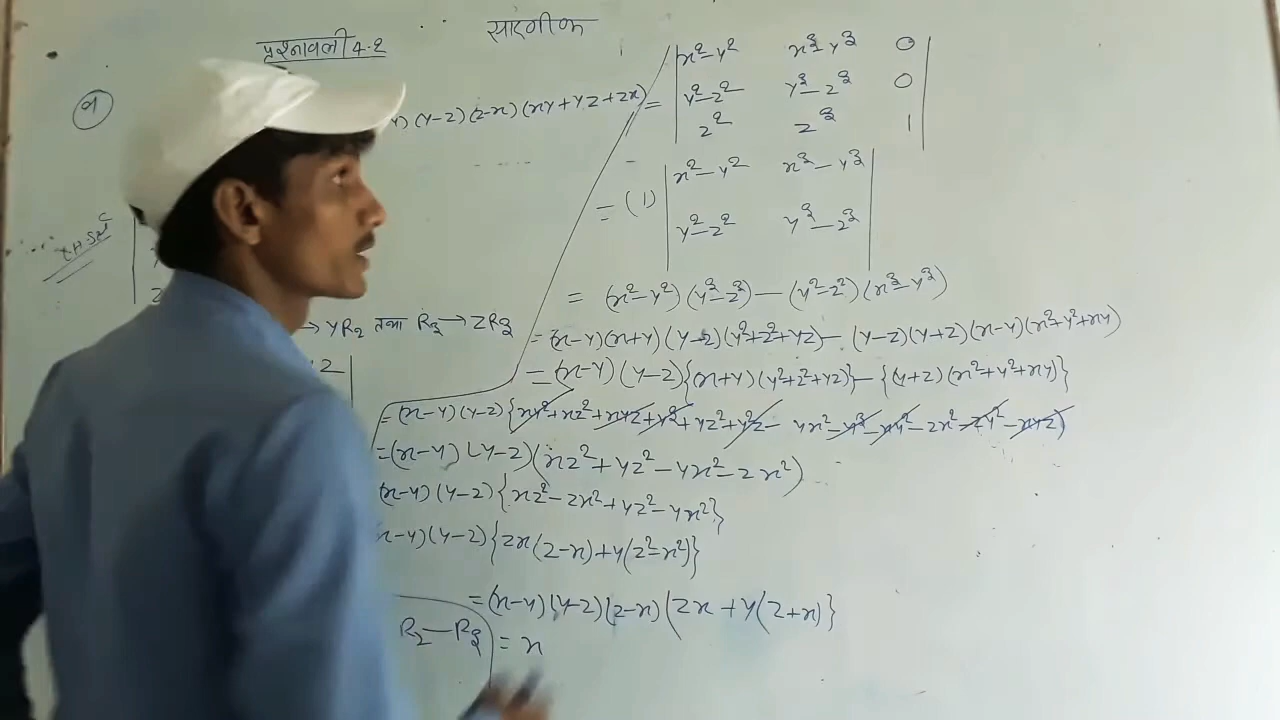 सारणीक
प्रश्नावली 4.2
9
(y-z)(z-x)(xy+yz+zx) =
| x²-y² x³-y³ 0 |
| y²-z² y³-z³ 0 |
| z² z³ 1 |
= (1) | x²-y² x³-y³ |
| y²-z² y³-z³ |
= (x²-y²)(y³-z³)-(y²-z²)(x³-y³)
→ yR₂ तथा R₃→zR₃
= (x-y)(x+y)(y-z)(y²+z²+yz)-(y-z)(y+z)(x-y)(x²+y²+xy)
= (x-y)(y-z){(x+y)(y²+z²+yz)}-{(y+z)(x²+y²+xy)}
= (x-y)(y-z){xy²+xz²+xyz+y³+yz²+y²z-yx²-y³-xy²-zx²-zy²-xyz}
= (x-y)(y-z)(xz²+yz²-yx²-zx²)
(x-y)(y-z){xz²-zx²+yz²-yx²}
x-y)(y-z){zx(z-x)+y(z²-x²)}
= (x-y)(y-z)(z-x)(zx+y(z+x)}
R₂-R₃
= x